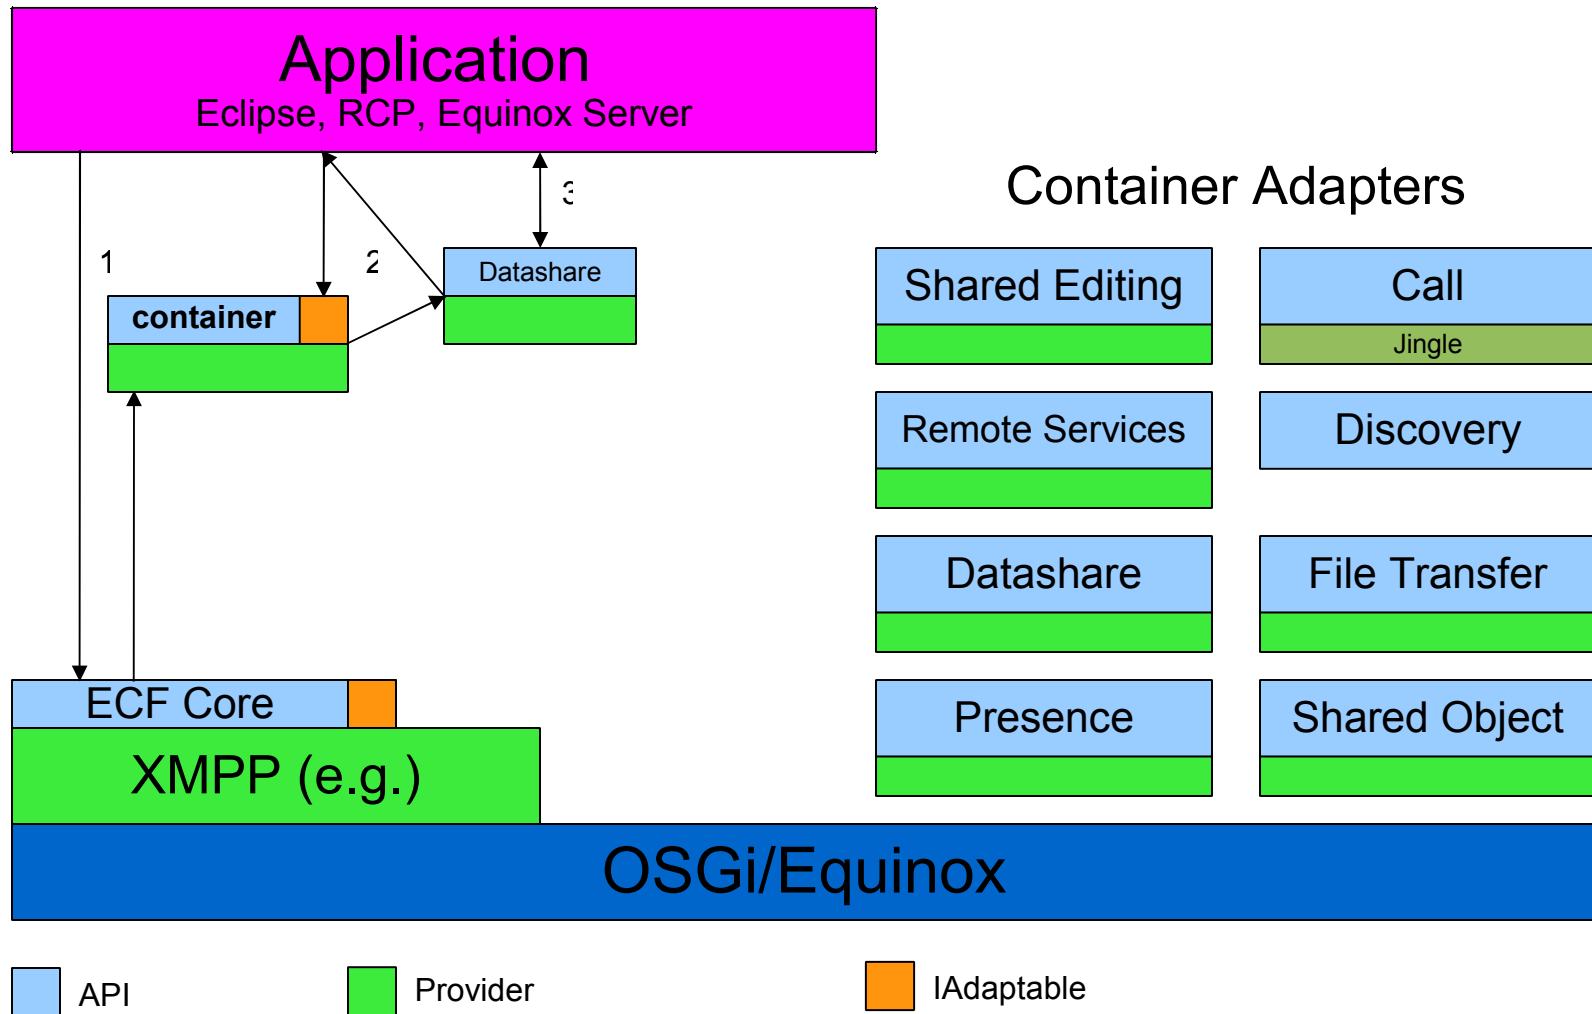 Application
Eclipse, RCP, Equinox Server
Container Adapters
1
2
3
Datashare
container
Shared Editing
Call
Jingle
Remote Services
Discovery
Datashare
File Transfer
ECF Core
Presence
Shared Object
XMPP (e.g.)
OSGi/Equinox
API
Provider
IAdaptable